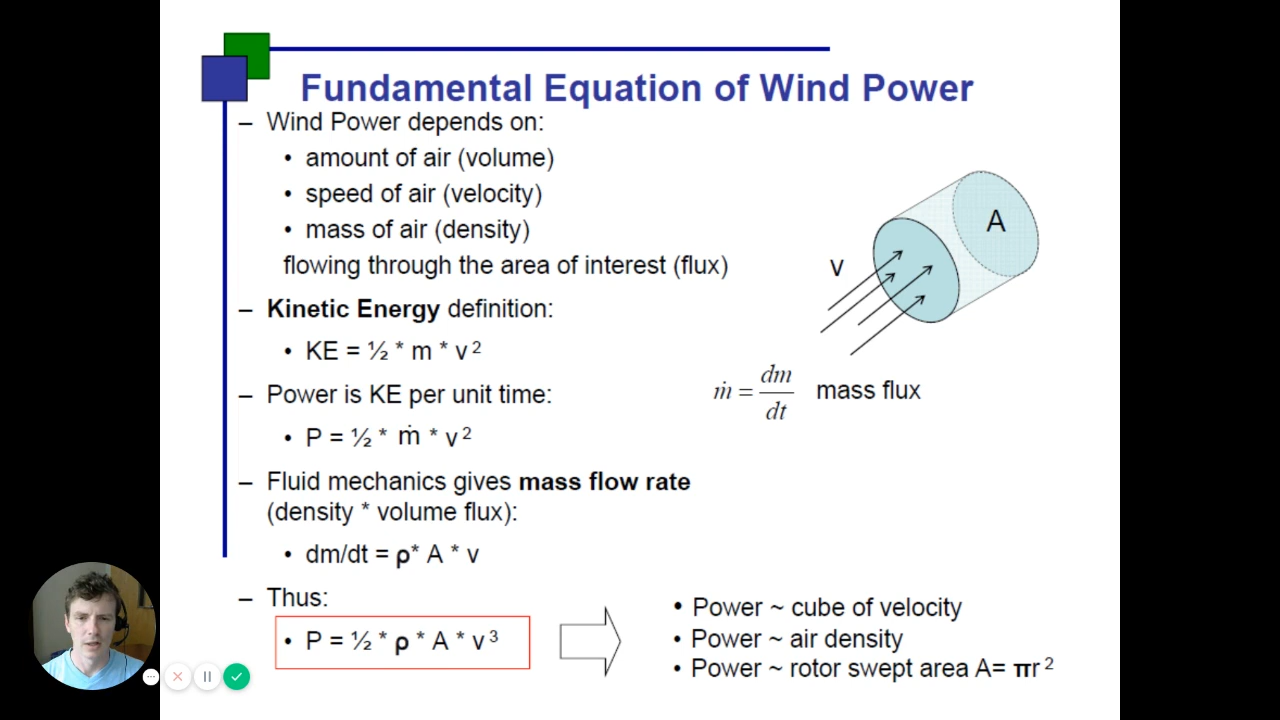 Fundamental Equation of Wind Power
– Wind Power depends on:
• amount of air (volume)
• speed of air (velocity)
• mass of air (density)
flowing through the area of interest (flux)
– Kinetic Energy definition:
• KE = ½ * m * v²
– Power is KE per unit time:
• P = ½ * ṁ * v²
– Fluid mechanics gives mass flow rate
(density * volume flux):
• dm/dt = ρ* A * v
– Thus:
• P = ½ * ρ * A * v³
A
v
ṁ = dm/dt mass flux
• Power ~ cube of velocity
• Power ~ air density
• Power ~ rotor swept area A= πr²